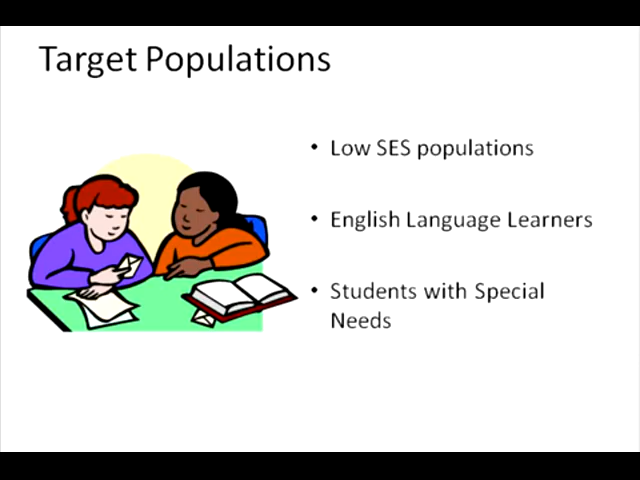 Target Populations
• Low SES populations
• English Language Learners
• Students with Special
Needs